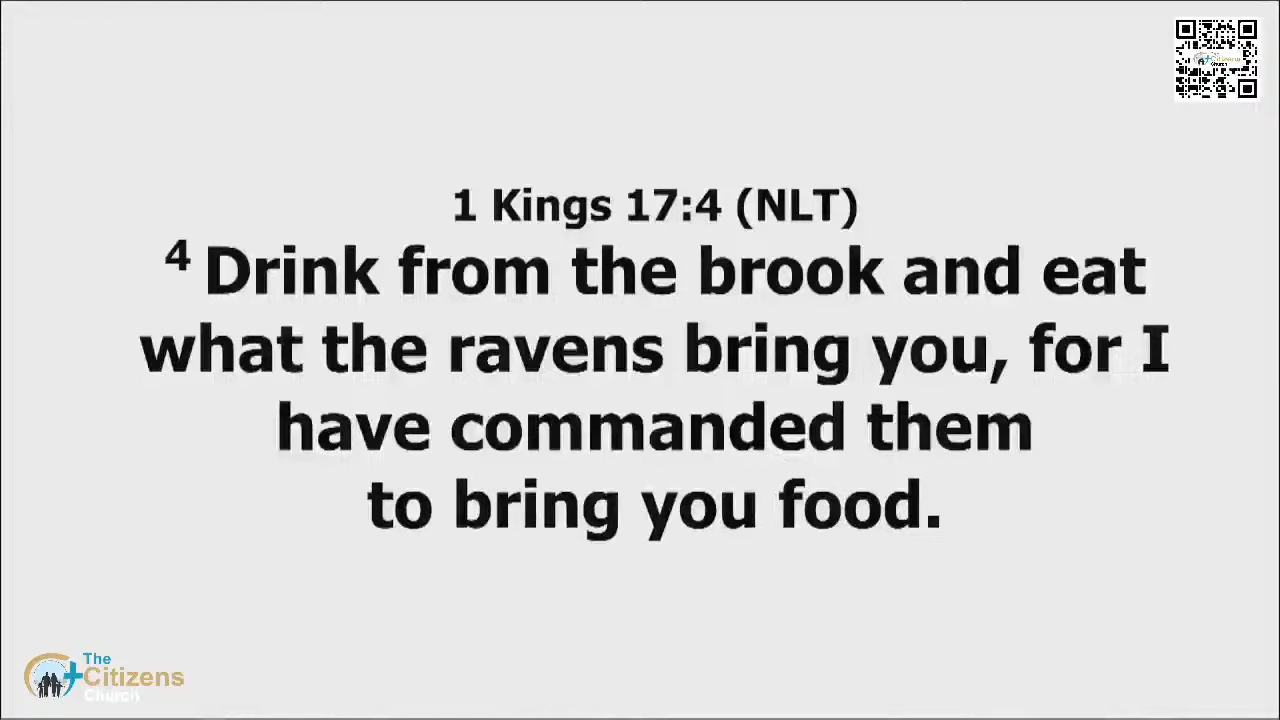 1 Kings 17:4 (NLT)
4 Drink from the brook and eat
what the ravens bring you, for I
have commanded them
to bring you food.
The
Citizens
Church